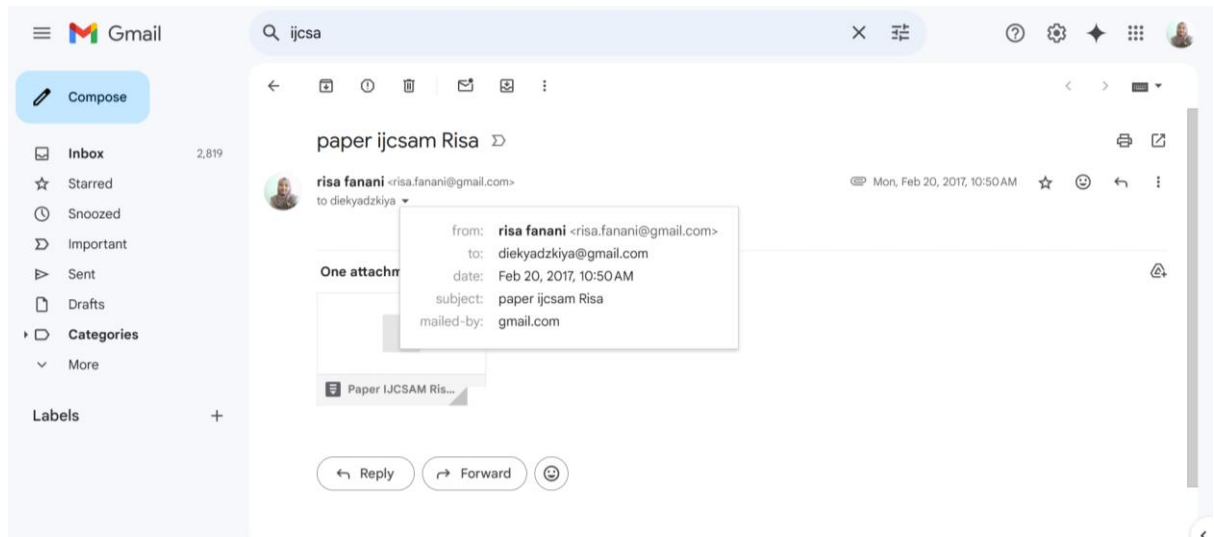 Gmail
ijcsa
Compose
Inbox 2,819
Starred
Snoozed
Important
Sent
Drafts
Categories
More
Labels
paper ijcsam Risa
risa fanani <risa.fanani@gmail.com>
Mon, Feb 20, 2017, 10:50 AM
to diekyadzkiya
from: risa fanani <risa.fanani@gmail.com>
to: diekyadzkiya@gmail.com
date: Feb 20, 2017, 10:50 AM
subject: paper ijcsam Risa
mailed-by: gmail.com
One attachm
Paper IJCSAM Ris...
Reply
Forward